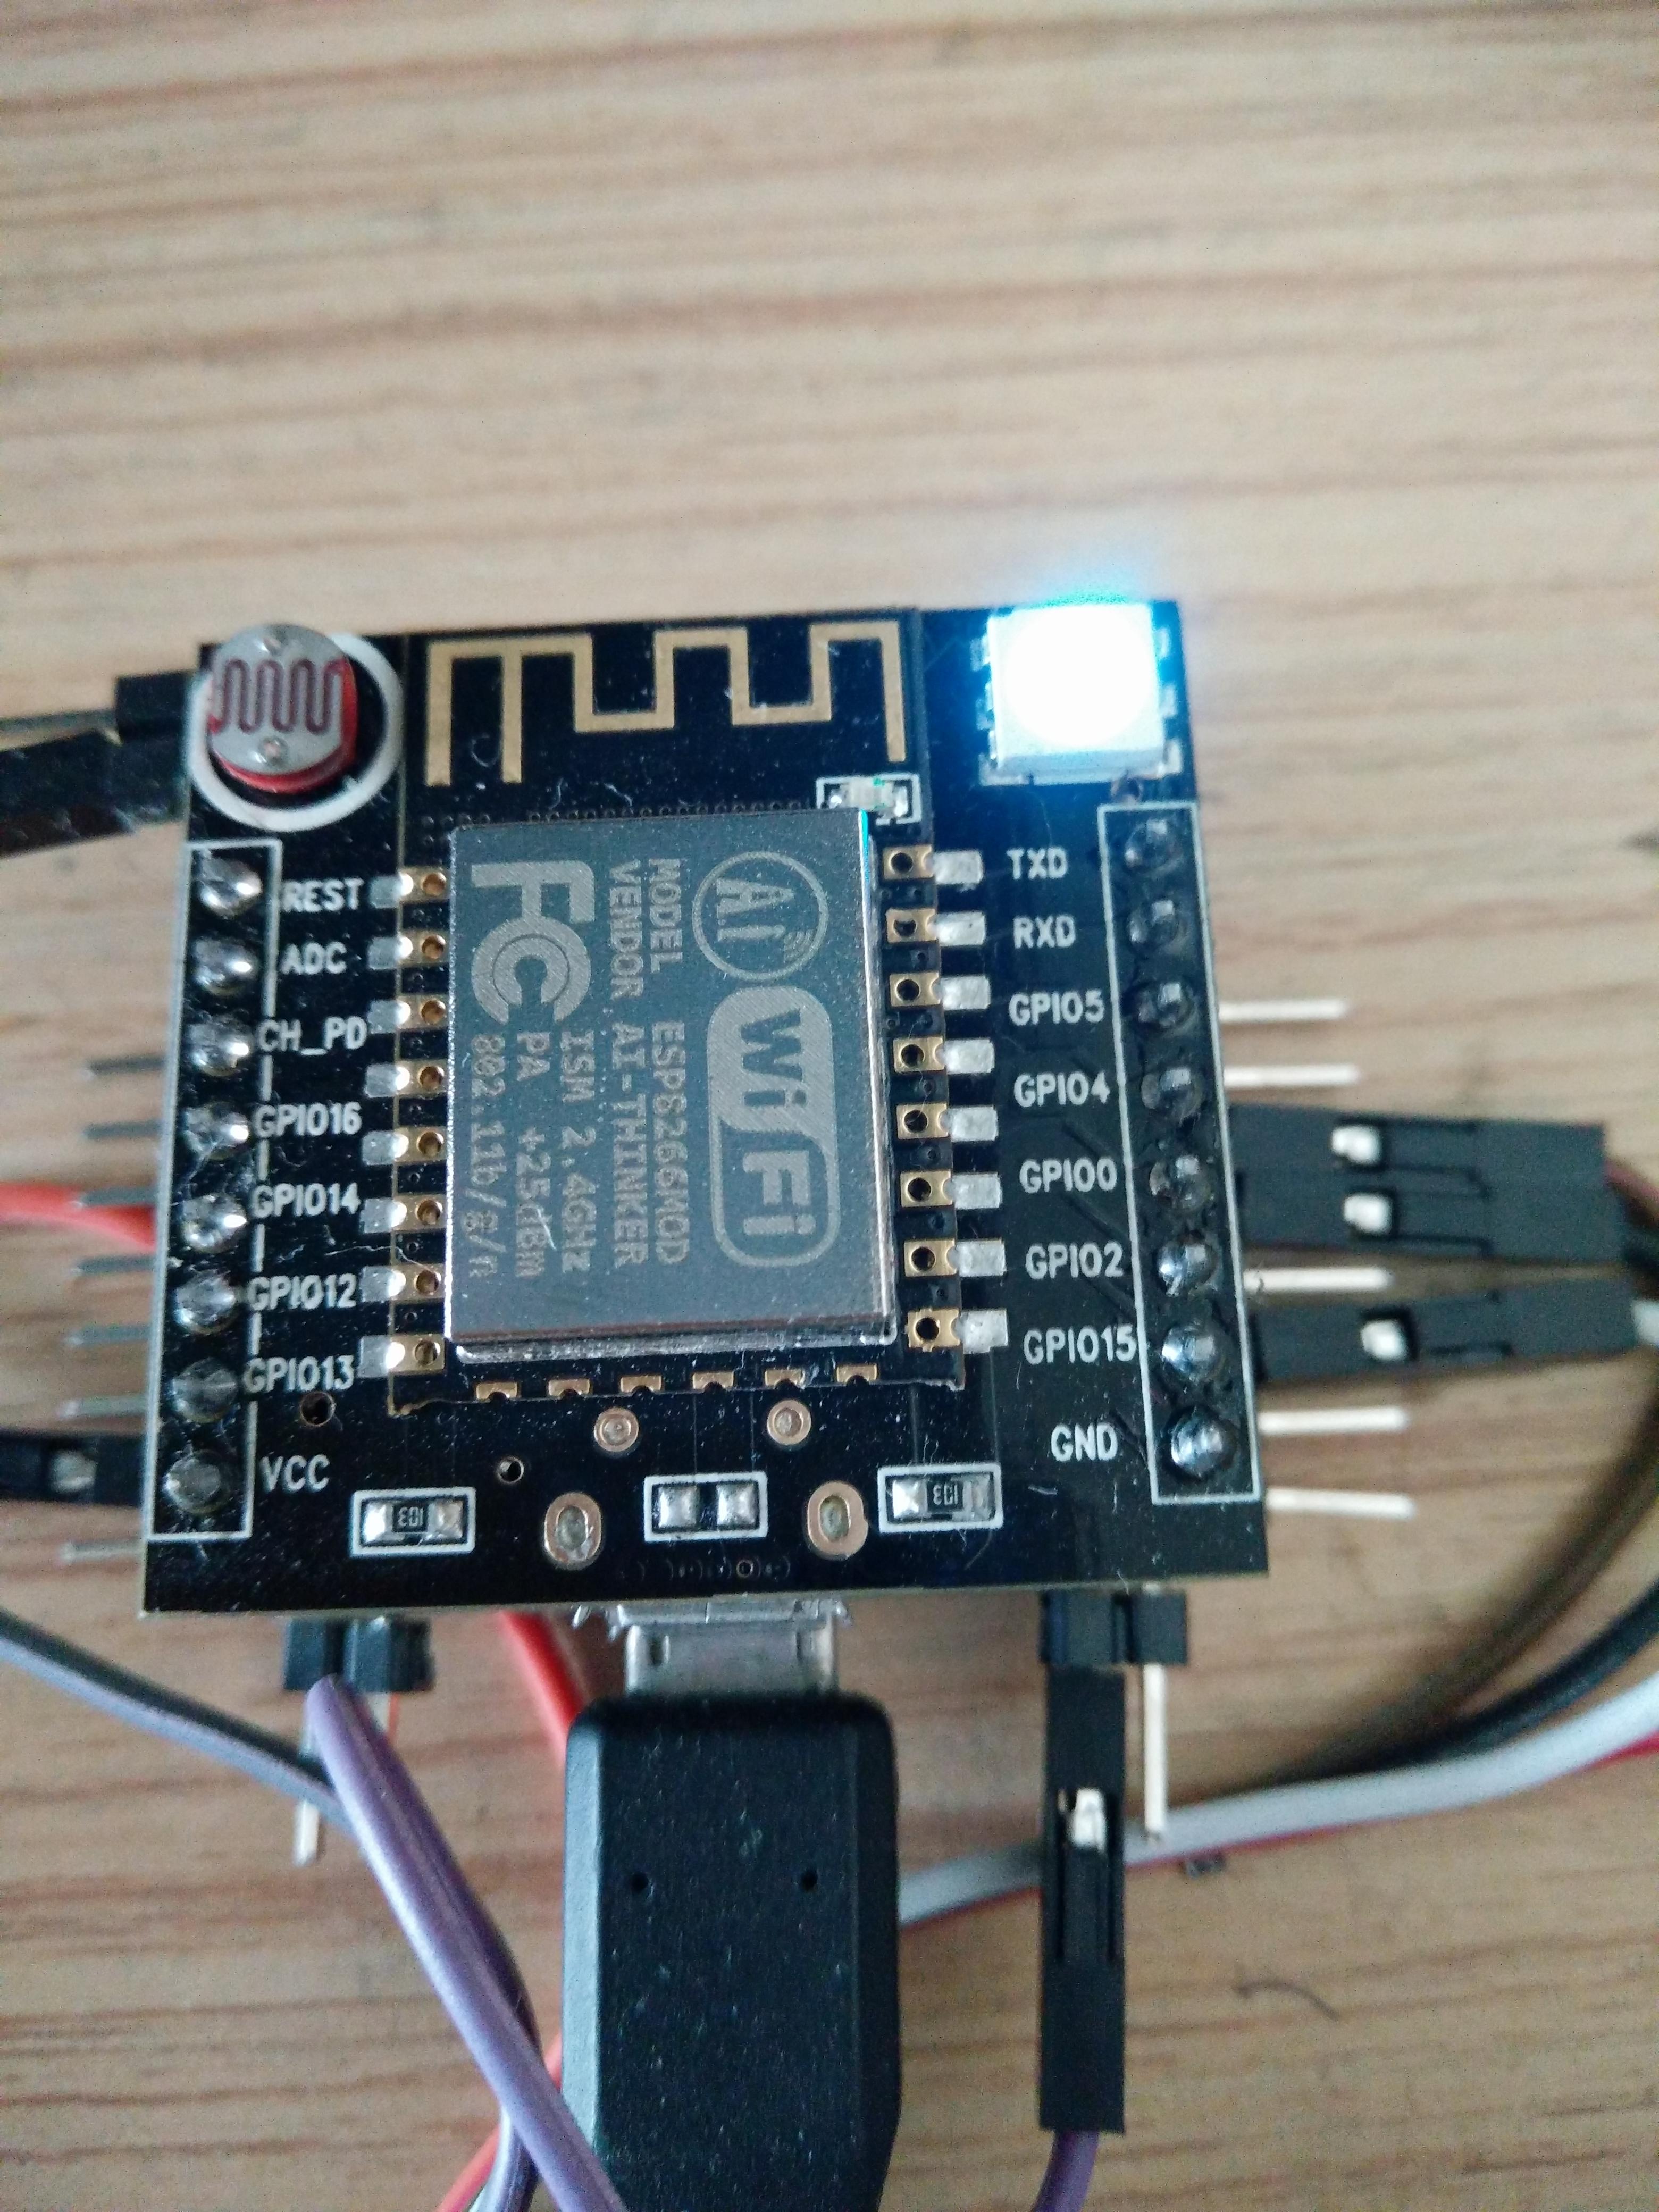 REST
ADC
CH_PD
GPIO16
GPIO14
GPIO12
GPIO13
VCC
Ai
WiFi
MODEL ESP8266MOD
VENDOR AI-THINKER
ISM 2.4GHz
PA +25dBm
802.11b/g/n
FC
TXD
RXD
GPIO5
GPIO4
GPIO0
GPIO2
GPIO15
GND
103
103